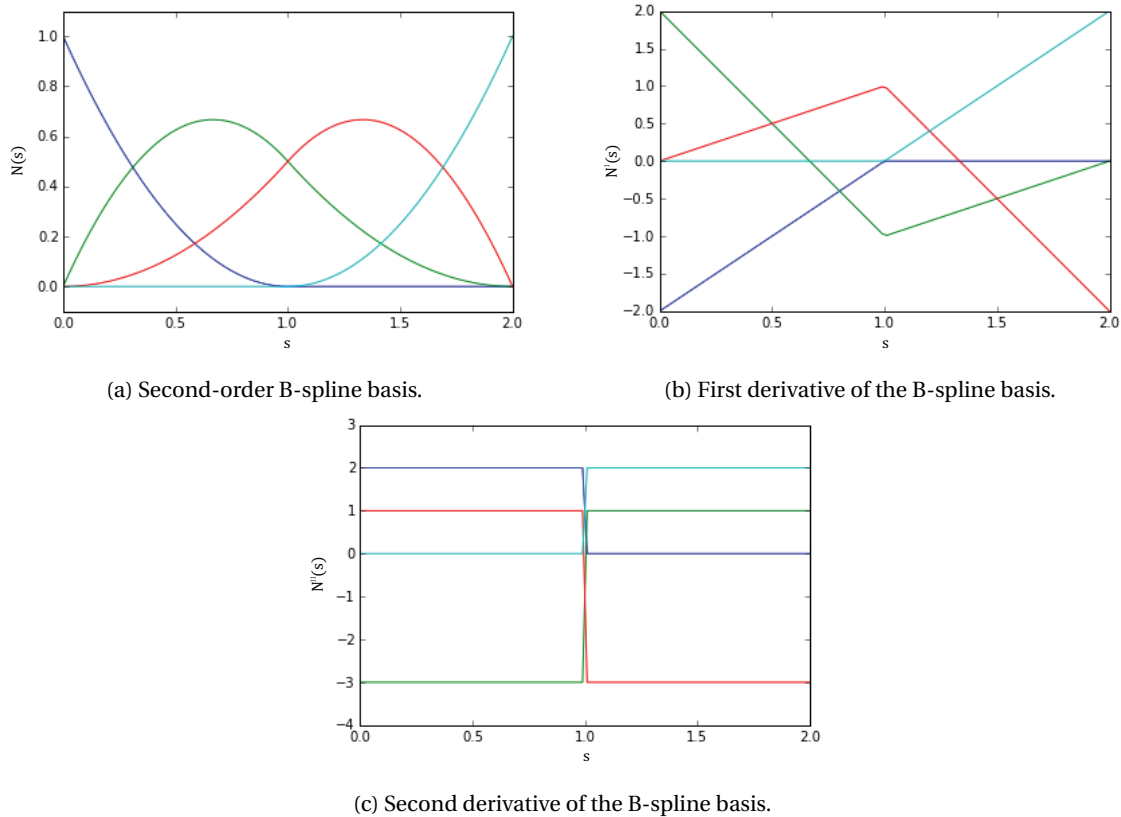 1.0
0.8
0.6
0.4
0.2
0.0
N(s)
0.0 0.5 1.0 1.5 2.0
s
(a) Second-order B-spline basis.
2.0
1.5
1.0
0.5
0.0
−0.5
−1.0
−1.5
−2.0
N'(s)
0.0 0.5 1.0 1.5 2.0
s
(b) First derivative of the B-spline basis.
3
2
1
0
−1
−2
−3
−4
N''(s)
0.0 0.5 1.0 1.5 2.0
s
(c) Second derivative of the B-spline basis.